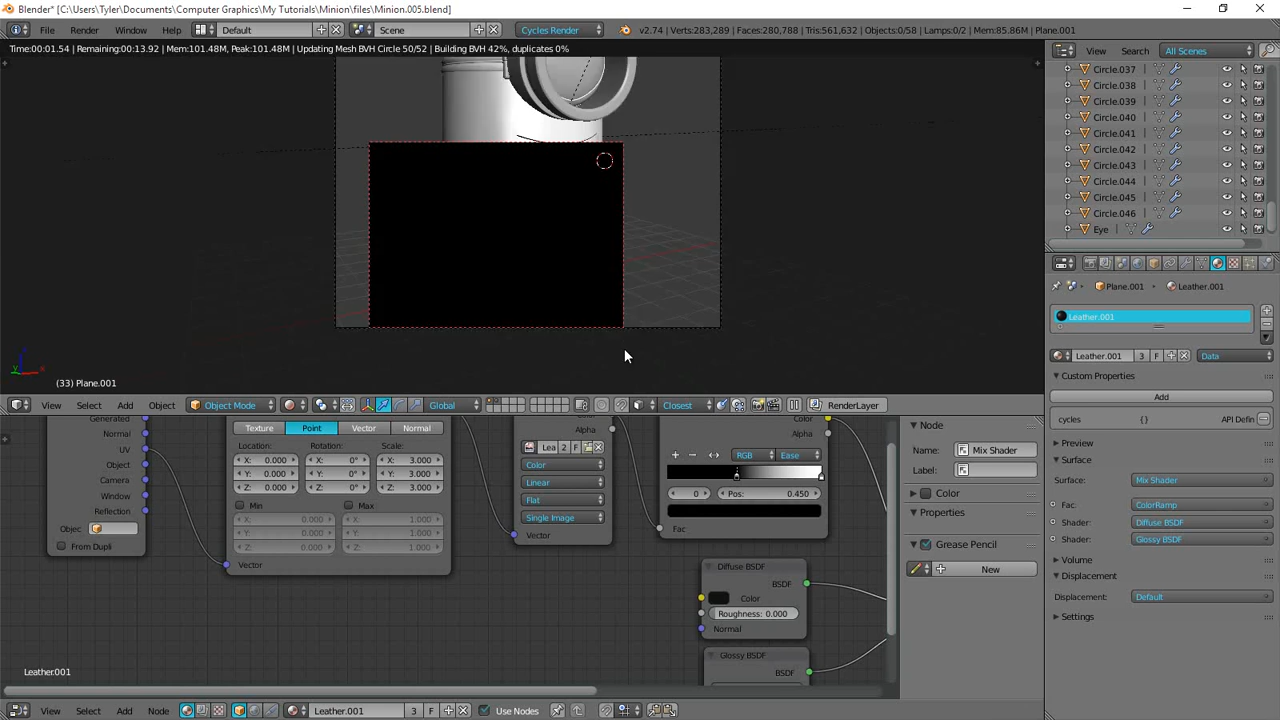 Blender* [C:\Users\Tyler\Documents\Computer Graphics\My Tutorials\Minion\files\Minion.005.blend]
File Render Window Help Default Scene Cycles Render v2.74 | Verts:283,289 | Faces:280,788 | Tris:561,632 | Objects:0/58 | Lamps:0/2 | Mem:85.86M | Plane.001
Time:00:01.54 | Remaining:00:13.92 | Mem:101.48M, Peak:101.48M | Updating Mesh BVH Circle 50/52 | Building BVH 42%, duplicates 0%
View Search All Scenes
Circle.037
Circle.038
Circle.039
Circle.040
Circle.041
Circle.042
Circle.043
Circle.044
Circle.045
Circle.046
Eye
Plane.001 Leather.001
Leather.001
Leather.001 3 F Data
Custom Properties
Add
cycles {} API Defin
Preview
Surface
Surface: Mix Shader
Fac: ColorRamp
Shader: Diffuse BSDF
Shader: Glossy BSDF
Volume
Displacement
Displacement: Default
Settings
(33) Plane.001
View Select Add Object Object Mode Global Closest RenderLayer
Generated
Normal
UV
Object
Camera
Window
Reflection
Objec:
From Dupli
Texture Point Vector Normal
Location: Rotation: Scale:
X: 0.000 X: 0° X: 3.000
Y: 0.000 Y: 0° Y: 3.000
Z: 0.000 Z: 0° Z: 3.000
Min Max
X: 0.000 X: 1.000
Y: 0.000 Y: 1.000
Z: 0.000 Z: 1.000
Vector
Alpha
Lea 2 F
Color
Linear
Flat
Single Image
Vector
Color
Alpha
RGB Ease
0 Pos: 0.450
Fac
Diffuse BSDF
BSDF
Color
Roughness: 0.000
Normal
Glossy BSDF
BSDF
Node
Name: Mix Shader
Label:
Color
Properties
Grease Pencil
New
Leather.001
View Select Add Node Leather.001 3 F Use Nodes